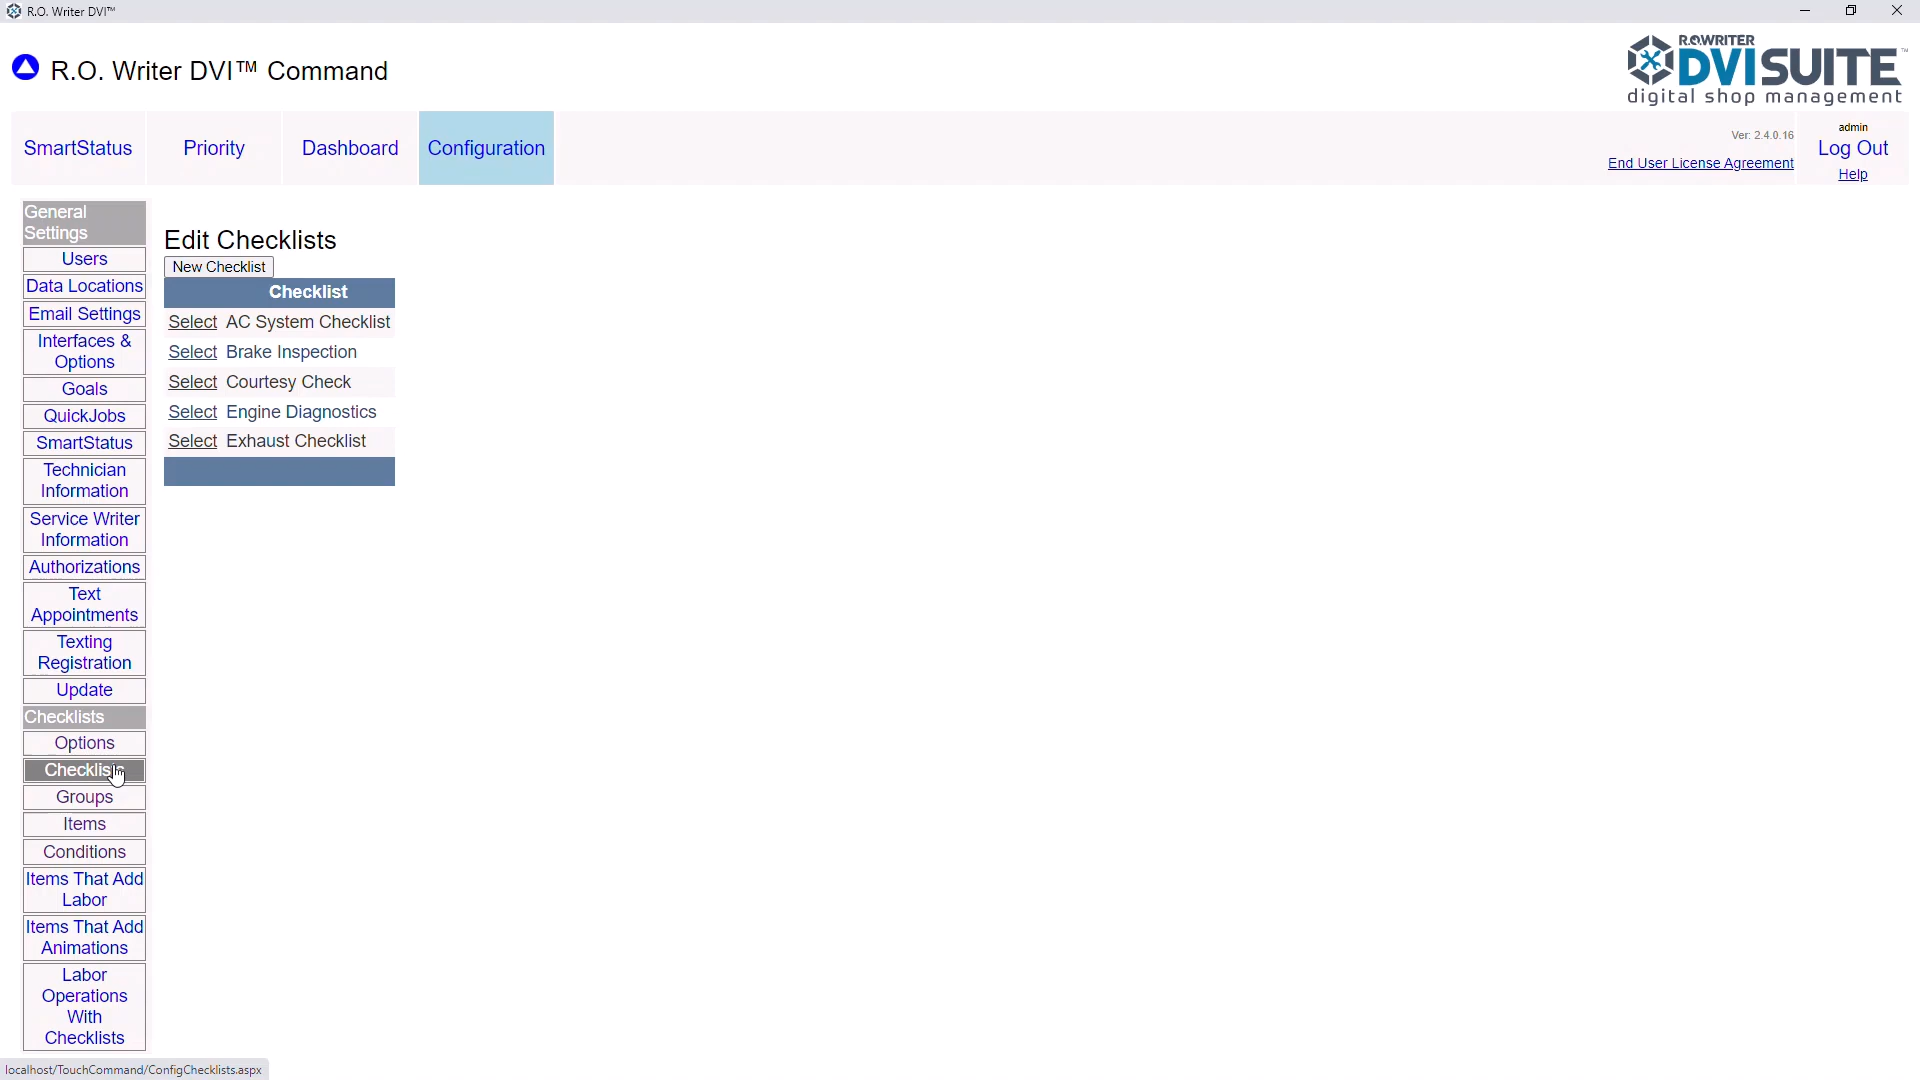 R.O. Writer DVI™
R.O. Writer DVI™ Command
R.O.WRITER
DVISUITE™
digital shop management
SmartStatus
Priority
Dashboard
Configuration
Ver: 2.4.0.16
End User License Agreement
admin
Log Out
Help
General
Settings
Users
Data Locations
Email Settings
Interfaces &
Options
Goals
QuickJobs
SmartStatus
Technician
Information
Service Writer
Information
Authorizations
Text
Appointments
Texting
Registration
Update
Checklists
Options
Checklists
Groups
Items
Conditions
Items That Add
Labor
Items That Add
Animations
Labor
Operations
With
Checklists
Edit Checklists
New Checklist
Checklist
Select AC System Checklist
Select Brake Inspection
Select Courtesy Check
Select Engine Diagnostics
Select Exhaust Checklist
localhost/TouchCommand/ConfigChecklists.aspx